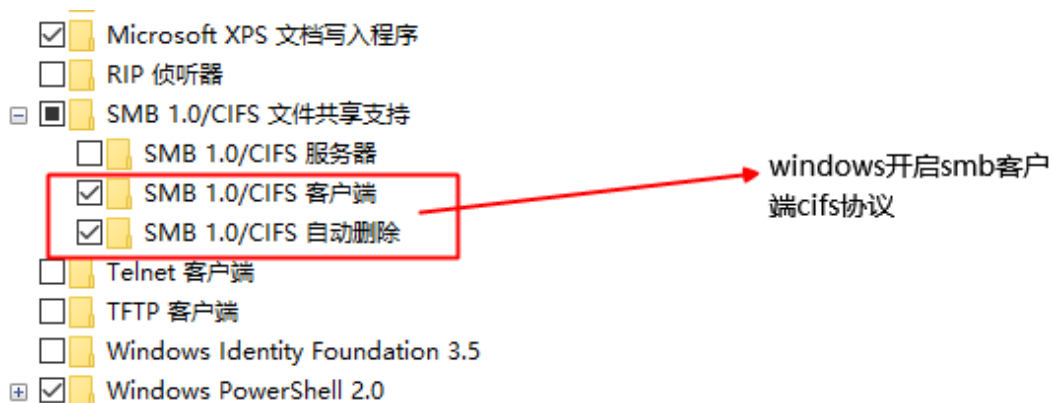 Microsoft XPS 文档写入程序
RIP 侦听器
SMB 1.0/CIFS 文件共享支持
SMB 1.0/CIFS 服务器
SMB 1.0/CIFS 客户端
SMB 1.0/CIFS 自动删除
Telnet 客户端
TFTP 客户端
Windows Identity Foundation 3.5
Windows PowerShell 2.0
windows开启smb客户
端cifs协议